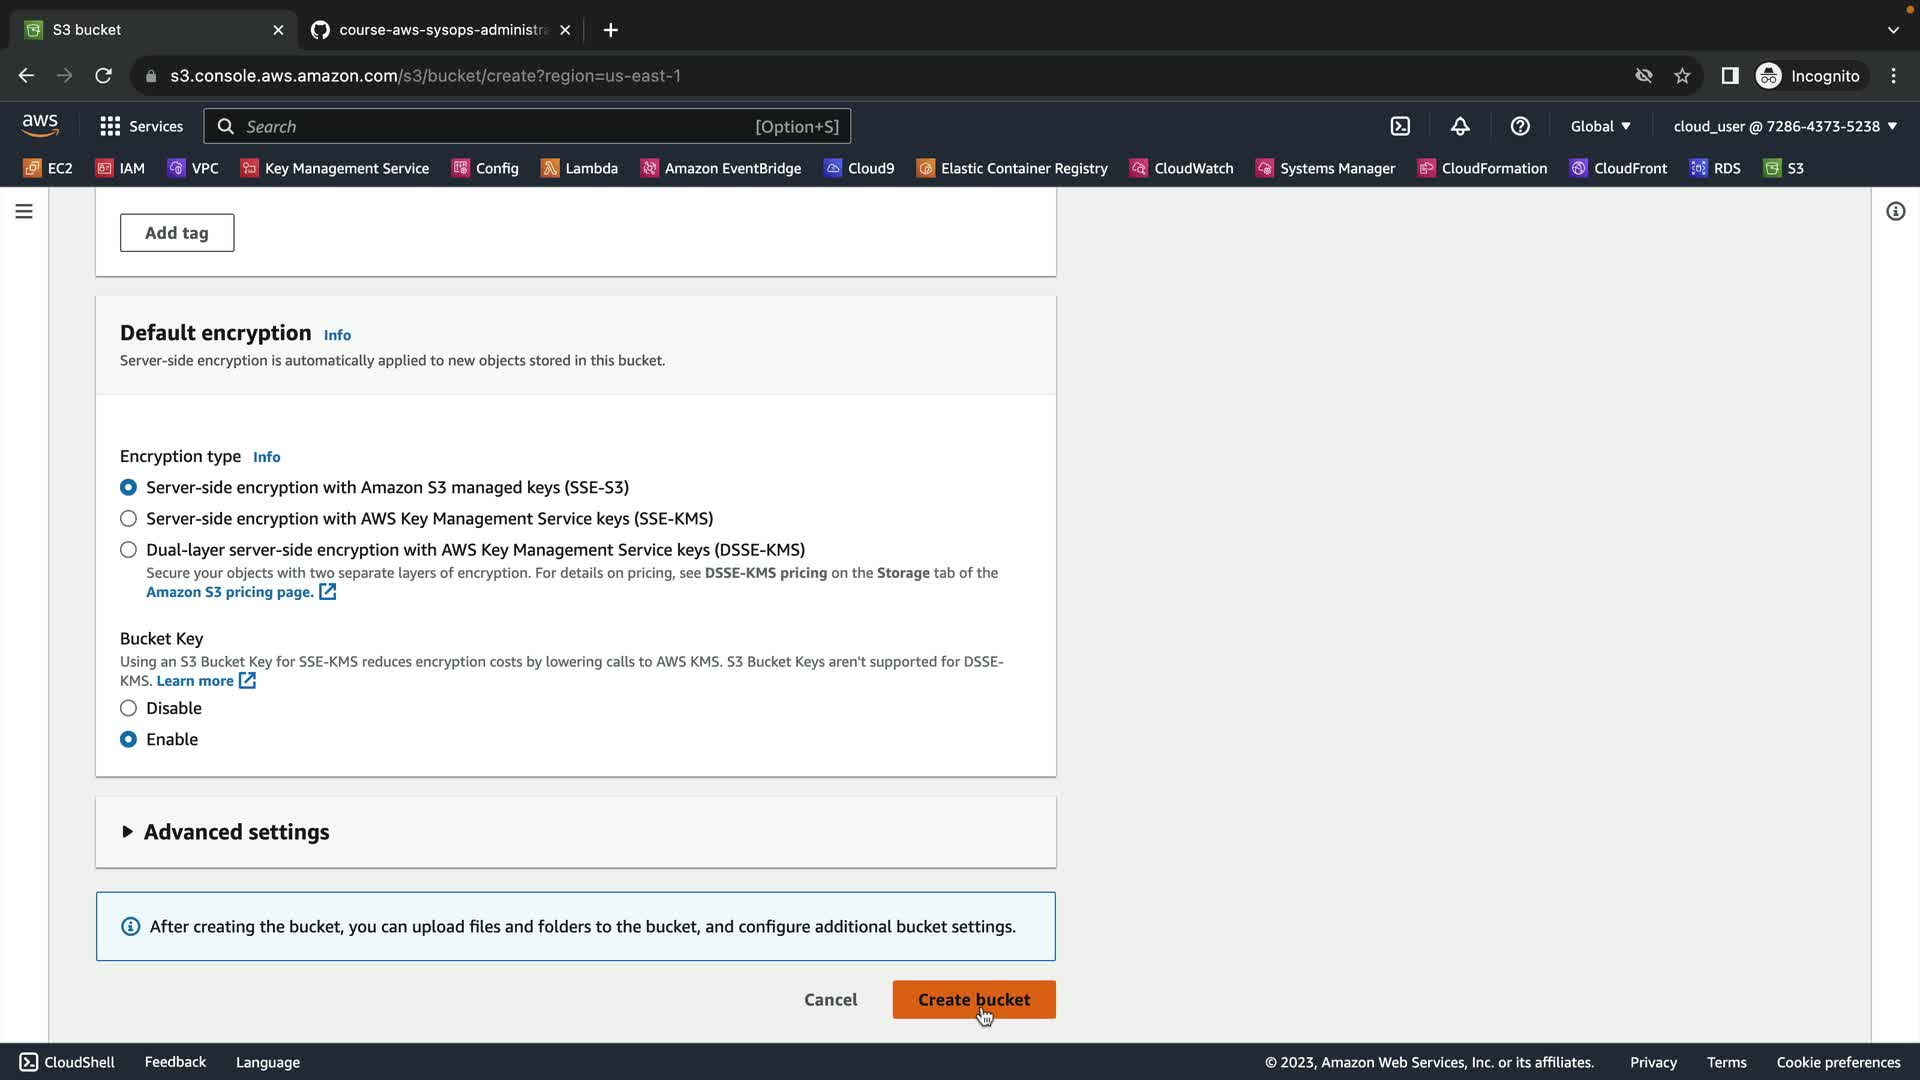 S3 bucket
course-aws-sysops-administra
s3.console.aws.amazon.com/s3/bucket/create?region=us-east-1
Incognito
aws
Services
Search
[Option+S]
Global
cloud_user @ 7286-4373-5238
EC2
IAM
VPC
Key Management Service
Config
Lambda
Amazon EventBridge
Cloud9
Elastic Container Registry
CloudWatch
Systems Manager
CloudFormation
CloudFront
RDS
S3
Add tag
Default encryption Info
Server-side encryption is automatically applied to new objects stored in this bucket.
Encryption type Info
Server-side encryption with Amazon S3 managed keys (SSE-S3)
Server-side encryption with AWS Key Management Service keys (SSE-KMS)
Dual-layer server-side encryption with AWS Key Management Service keys (DSSE-KMS)
Secure your objects with two separate layers of encryption. For details on pricing, see DSSE-KMS pricing on the Storage tab of the
Amazon S3 pricing page.
Bucket Key
Using an S3 Bucket Key for SSE-KMS reduces encryption costs by lowering calls to AWS KMS. S3 Bucket Keys aren't supported for DSSE-
KMS. Learn more
Disable
Enable
Advanced settings
After creating the bucket, you can upload files and folders to the bucket, and configure additional bucket settings.
Cancel
Create bucket
CloudShell
Feedback
Language
© 2023, Amazon Web Services, Inc. or its affiliates.
Privacy
Terms
Cookie preferences